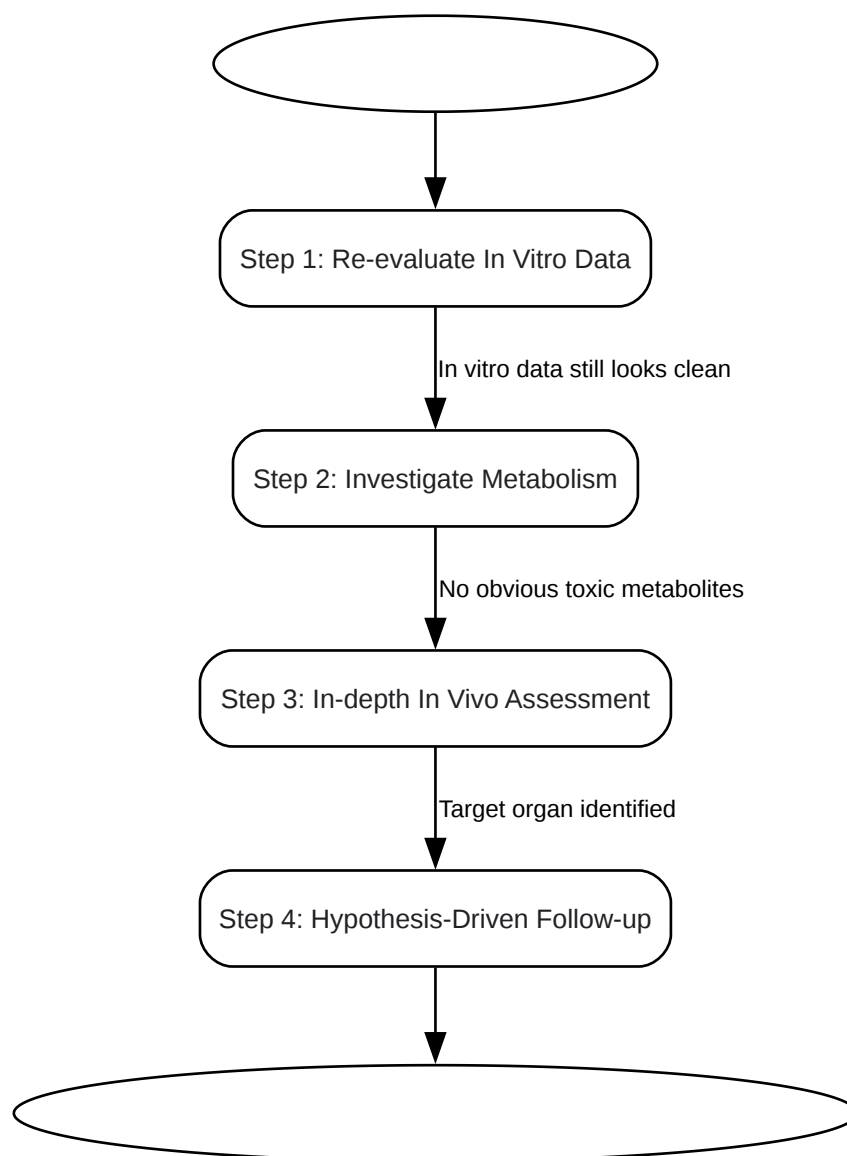 Step 1: Re-evaluate In Vitro Data
In vitro data still looks clean
Step 2: Investigate Metabolism
No obvious toxic metabolites
Step 3: In-depth In Vivo Assessment
Target organ identified
Step 4: Hypothesis-Driven Follow-up